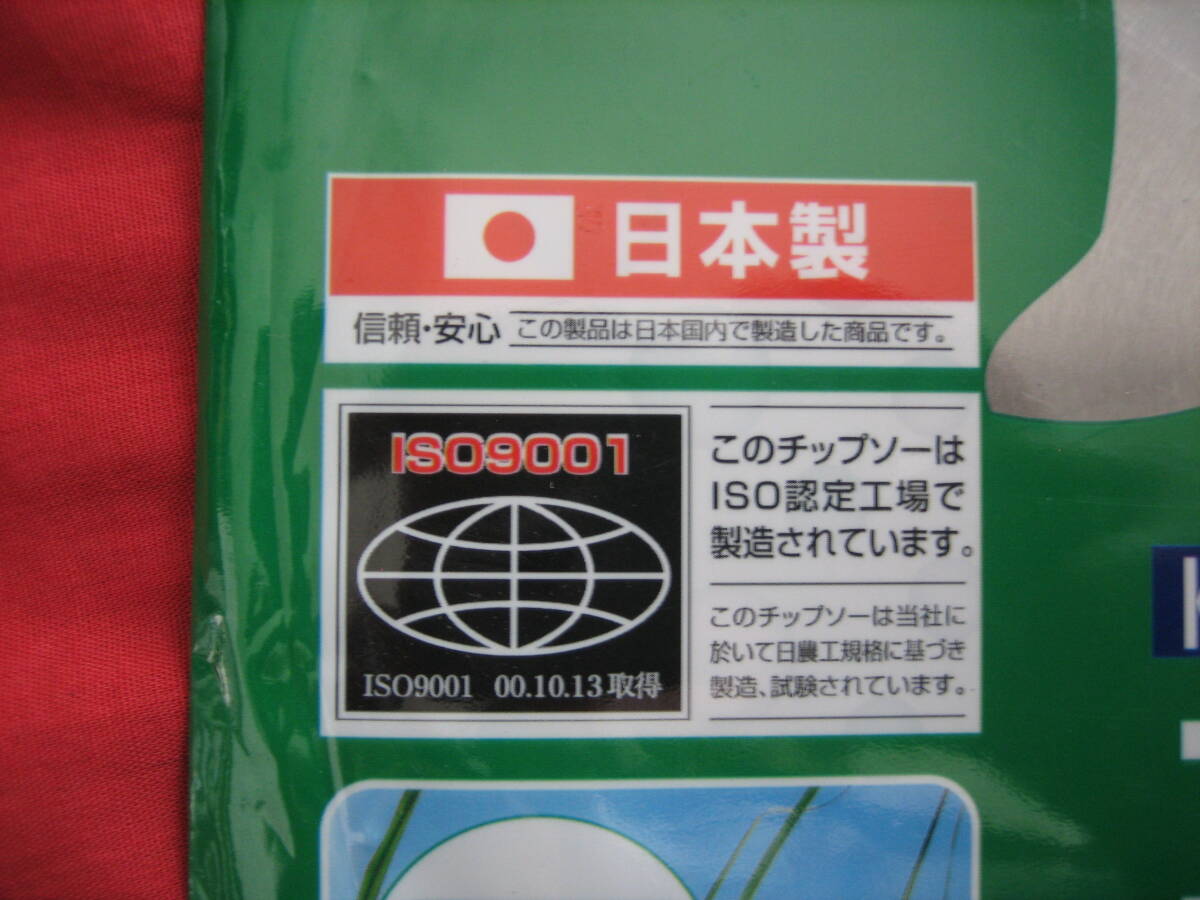 日本製
信頼・安心 この製品は日本国内で製造した商品です。
ISO9001
ISO9001 00.10.13取得
このチップソーは
ISO認定工場で
製造されています。
このチップソーは当社に
於いて日農工規格に基づき
製造、試験されています。